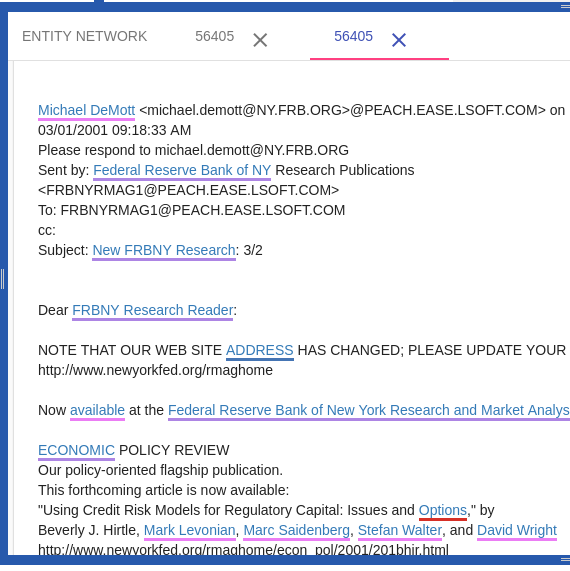 ENTITY NETWORK 56405 56405
Michael DeMott <michael.demott@NY.FRB.ORG>@PEACH.EASE.LSOFT.COM> on
03/01/2001 09:18:33 AM
Please respond to michael.demott@NY.FRB.ORG
Sent by: Federal Reserve Bank of NY Research Publications
<FRBNYRMAG1@PEACH.EASE.LSOFT.COM>
To: FRBNYRMAG1@PEACH.EASE.LSOFT.COM
cc:
Subject: New FRBNY Research: 3/2
Dear FRBNY Research Reader:
NOTE THAT OUR WEB SITE ADDRESS HAS CHANGED; PLEASE UPDATE YOUR
http://www.newyorkfed.org/rmaghome
Now available at the Federal Reserve Bank of New York Research and Market Analys
ECONOMIC POLICY REVIEW
Our policy-oriented flagship publication.
This forthcoming article is now available:
"Using Credit Risk Models for Regulatory Capital: Issues and Options," by
Beverly J. Hirtle, Mark Levonian, Marc Saidenberg, Stefan Walter, and David Wright
http://www.newyorkfed.org/rmaghome/econ_pol/2001/201bhir.html